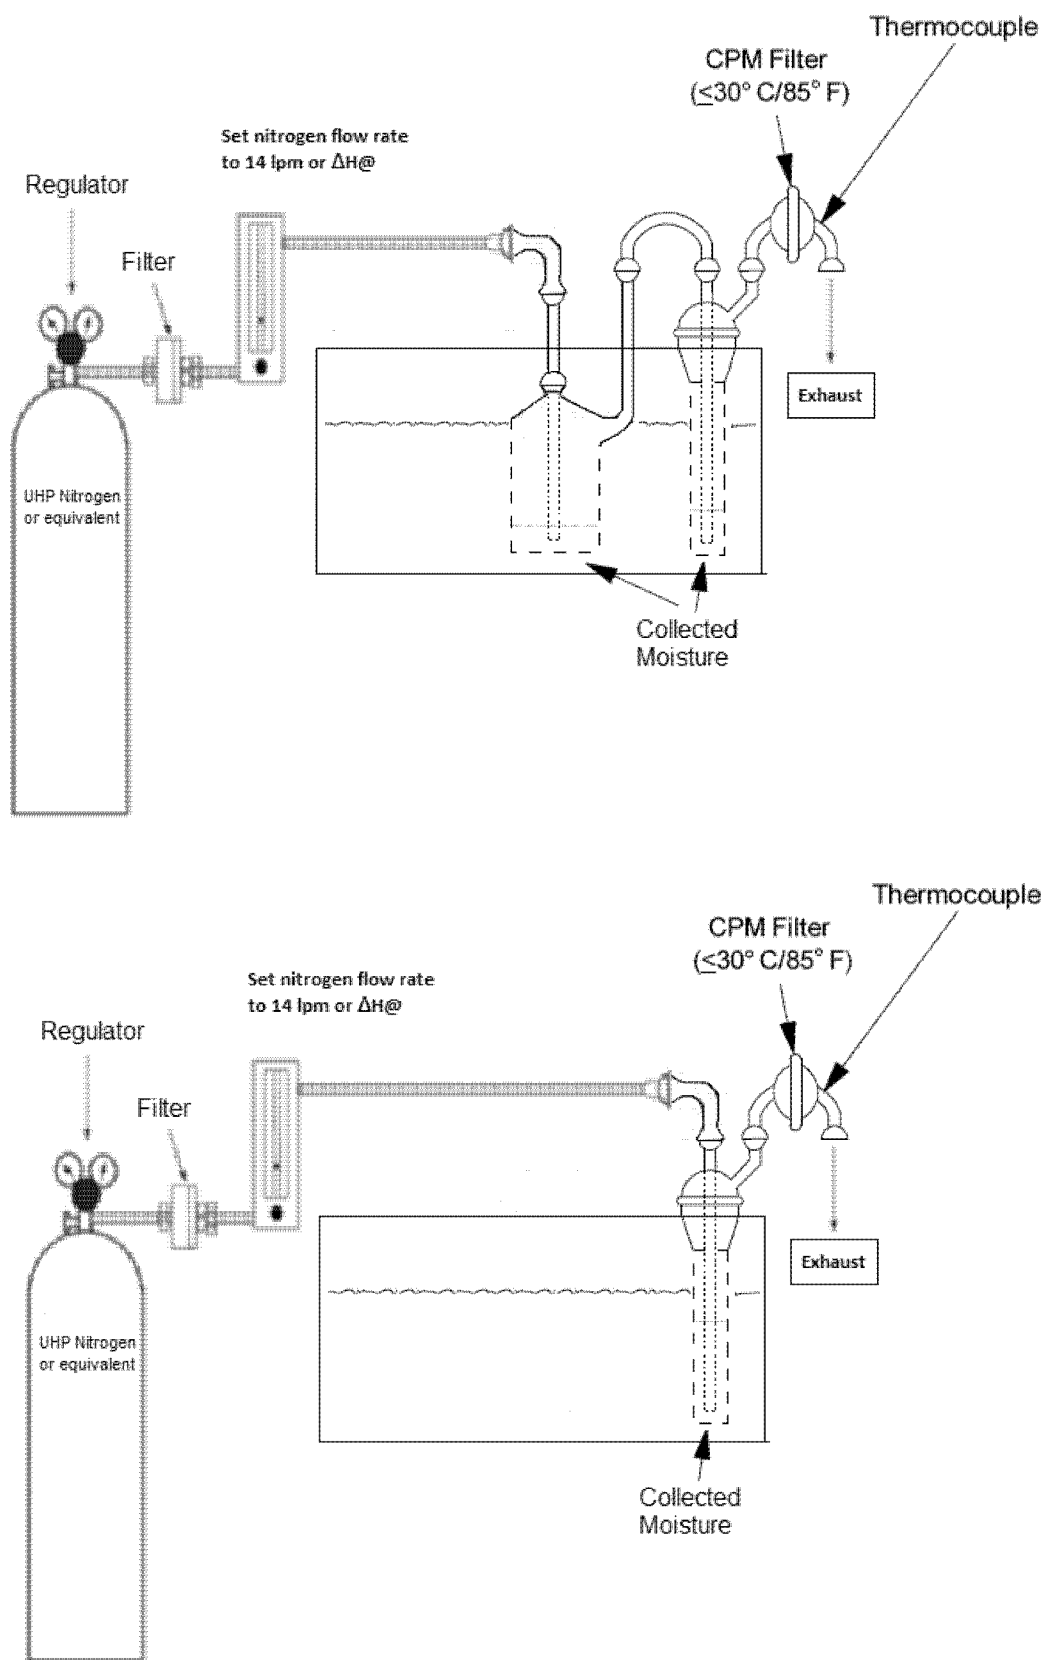 Thermocouple
CPM Filter
(≤30° C/85° F)
Set nitrogen flow rate
to 14 lpm or ΔH@
Regulator
Filter
Exhaust
UHP Nitrogen
or equivalent
Collected
Moisture
Thermocouple
CPM Filter
(≤30° C/85° F)
Set nitrogen flow rate
to 14 lpm or ΔH@
Regulator
Filter
Exhaust
UHP Nitrogen
or equivalent
Collected
Moisture